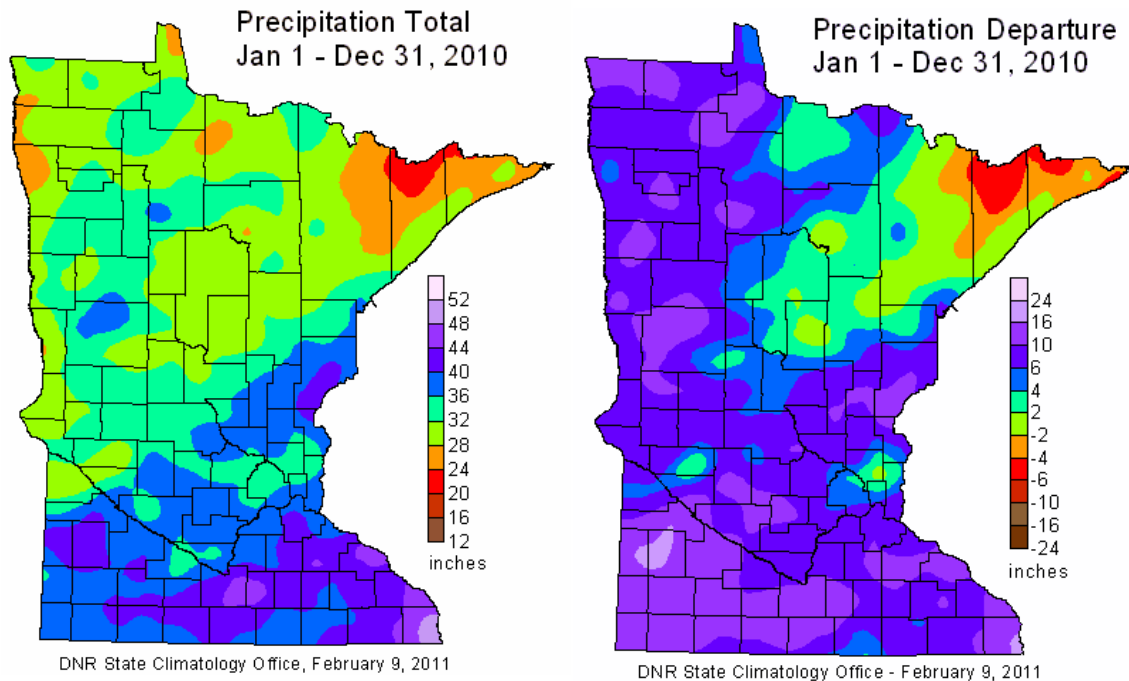 Precipitation Total
Jan 1 - Dec 31, 2010
52
48
44
40
36
32
28
24
20
16
12
inches
DNR State Climatology Office, February 9, 2011
Precipitation Departure
Jan 1 - Dec 31, 2010
24
16
10
6
4
2
-2
-4
-6
-10
-16
-24
inches
DNR State Climatology Office - February 9, 2011